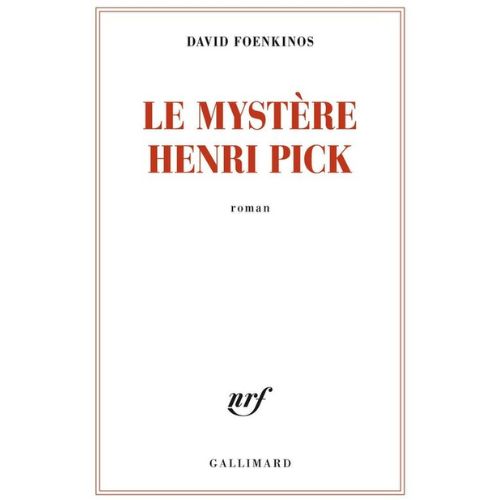 DAVID FOENKINOS
LE MYSTÈRE
HENRI PICK
roman
nrf
GALLIMARD